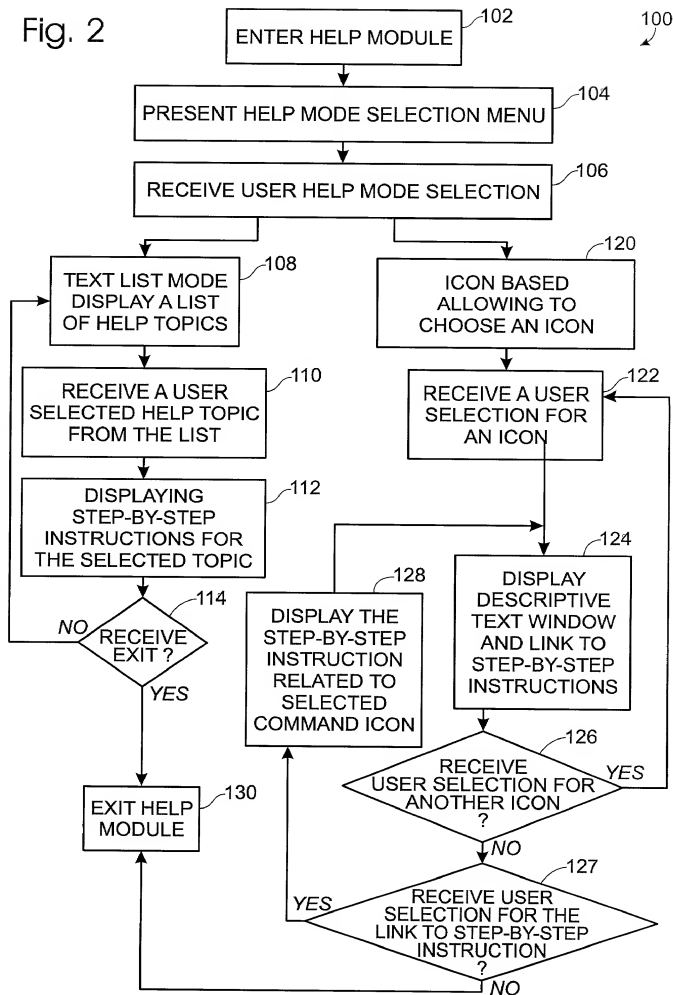 Fig. 2
100
ENTER HELP MODULE
102
PRESENT HELP MODE SELECTION MENU
104
RECEIVE USER HELP MODE SELECTION
106
TEXT LIST MODE
DISPLAY A LIST
OF HELP TOPICS
108
RECEIVE A USER
SELECTED HELP TOPIC
FROM THE LIST
110
DISPLAYING
STEP-BY-STEP
INSTRUCTIONS FOR
THE SELECTED TOPIC
112
RECEIVE
EXIT ?
114
NO
YES
EXIT HELP
MODULE
130
ICON BASED
ALLOWING TO
CHOOSE AN ICON
120
RECEIVE A USER
SELECTION FOR
AN ICON
122
DISPLAY
DESCRIPTIVE
TEXT WINDOW
AND LINK TO
STEP-BY-STEP
INSTRUCTIONS
124
DISPLAY THE
STEP-BY-STEP
INSTRUCTION
RELATED TO
SELECTED
COMMAND ICON
128
RECEIVE
USER SELECTION FOR
ANOTHER ICON
?
126
YES
NO
RECEIVE USER
SELECTION FOR THE
LINK TO STEP-BY-STEP
INSTRUCTION
?
127
YES
NO